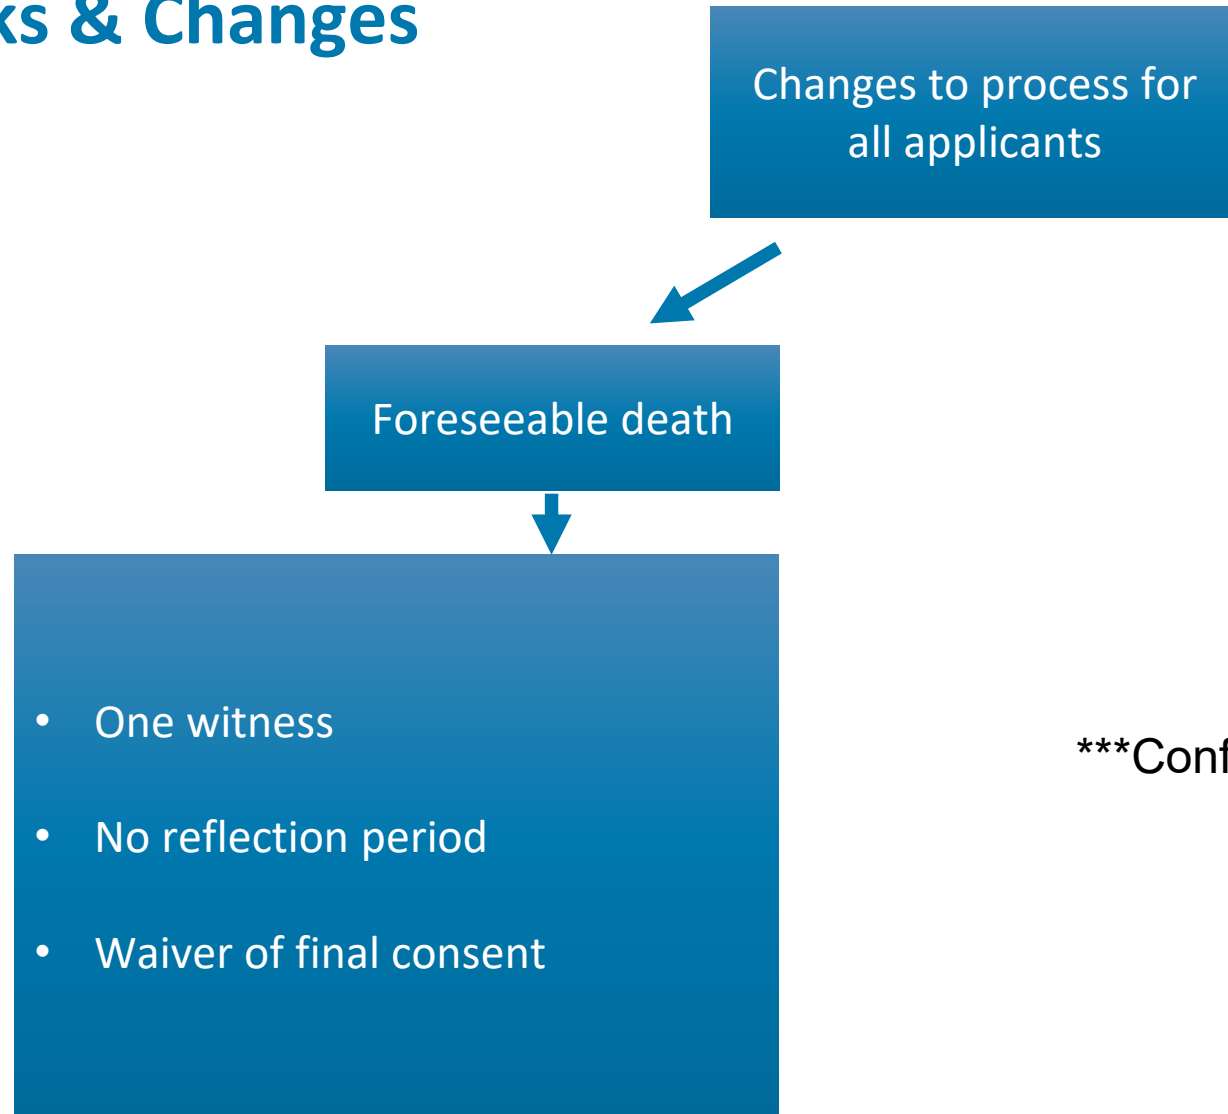 ks & Changes
Changes to process for
all applicants
Foreseeable death
• One witness
***Conf
• No reflection period
• Waiver of final consent